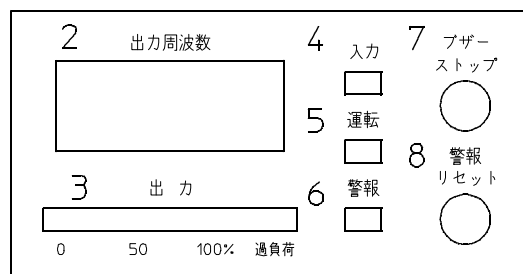 2 出力周波数
4 入力
7 ブザー
ストップ
5 運転
8 警報
リセット
3 出力
6 警報
0 50 100% 過負荷